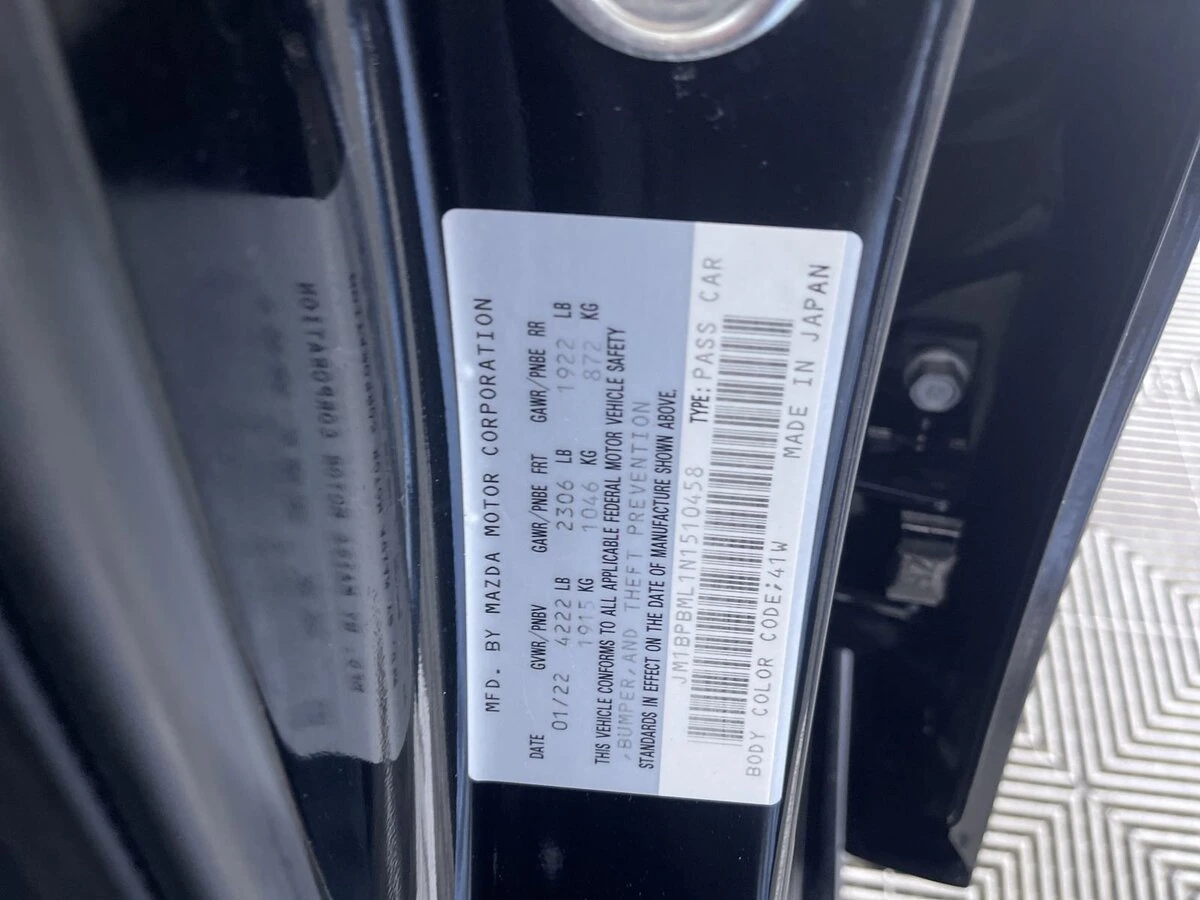 MFD. BY MAZDA MOTOR CORPORATION
DATE GVWR/PNBV GAWR/PNBE FRT GAWR/PNBE RR
01/22 4222 LB 2306 LB 1922 LB
1915 KG 1046 KG 872 KG
THIS VEHICLE CONFORMS TO ALL APPLICABLE FEDERAL MOTOR VEHICLE SAFETY
,BUMPER,AND THEFT PREVENTION
STANDARDS IN EFFECT ON THE DATE OF MANUFACTURE SHOWN ABOVE.
JM1BPBML1N1510458 TYPE: PASS CAR
BODY COLOR CODE;41W MADE IN JAPAN